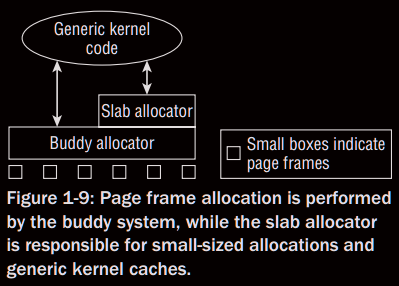 Generic kernel
code
Slab allocator
Buddy allocator
Small boxes indicate
page frames
Figure 1-9: Page frame allocation is performed
by the buddy system, while the slab allocator
is responsible for small-sized allocations and
generic kernel caches.